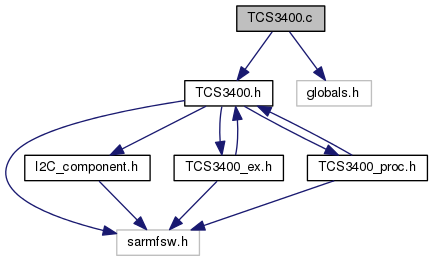 TCS3400.c
TCS3400.h
globals.h
I2C_component.h
TCS3400_ex.h
TCS3400_proc.h
sarmfsw.h